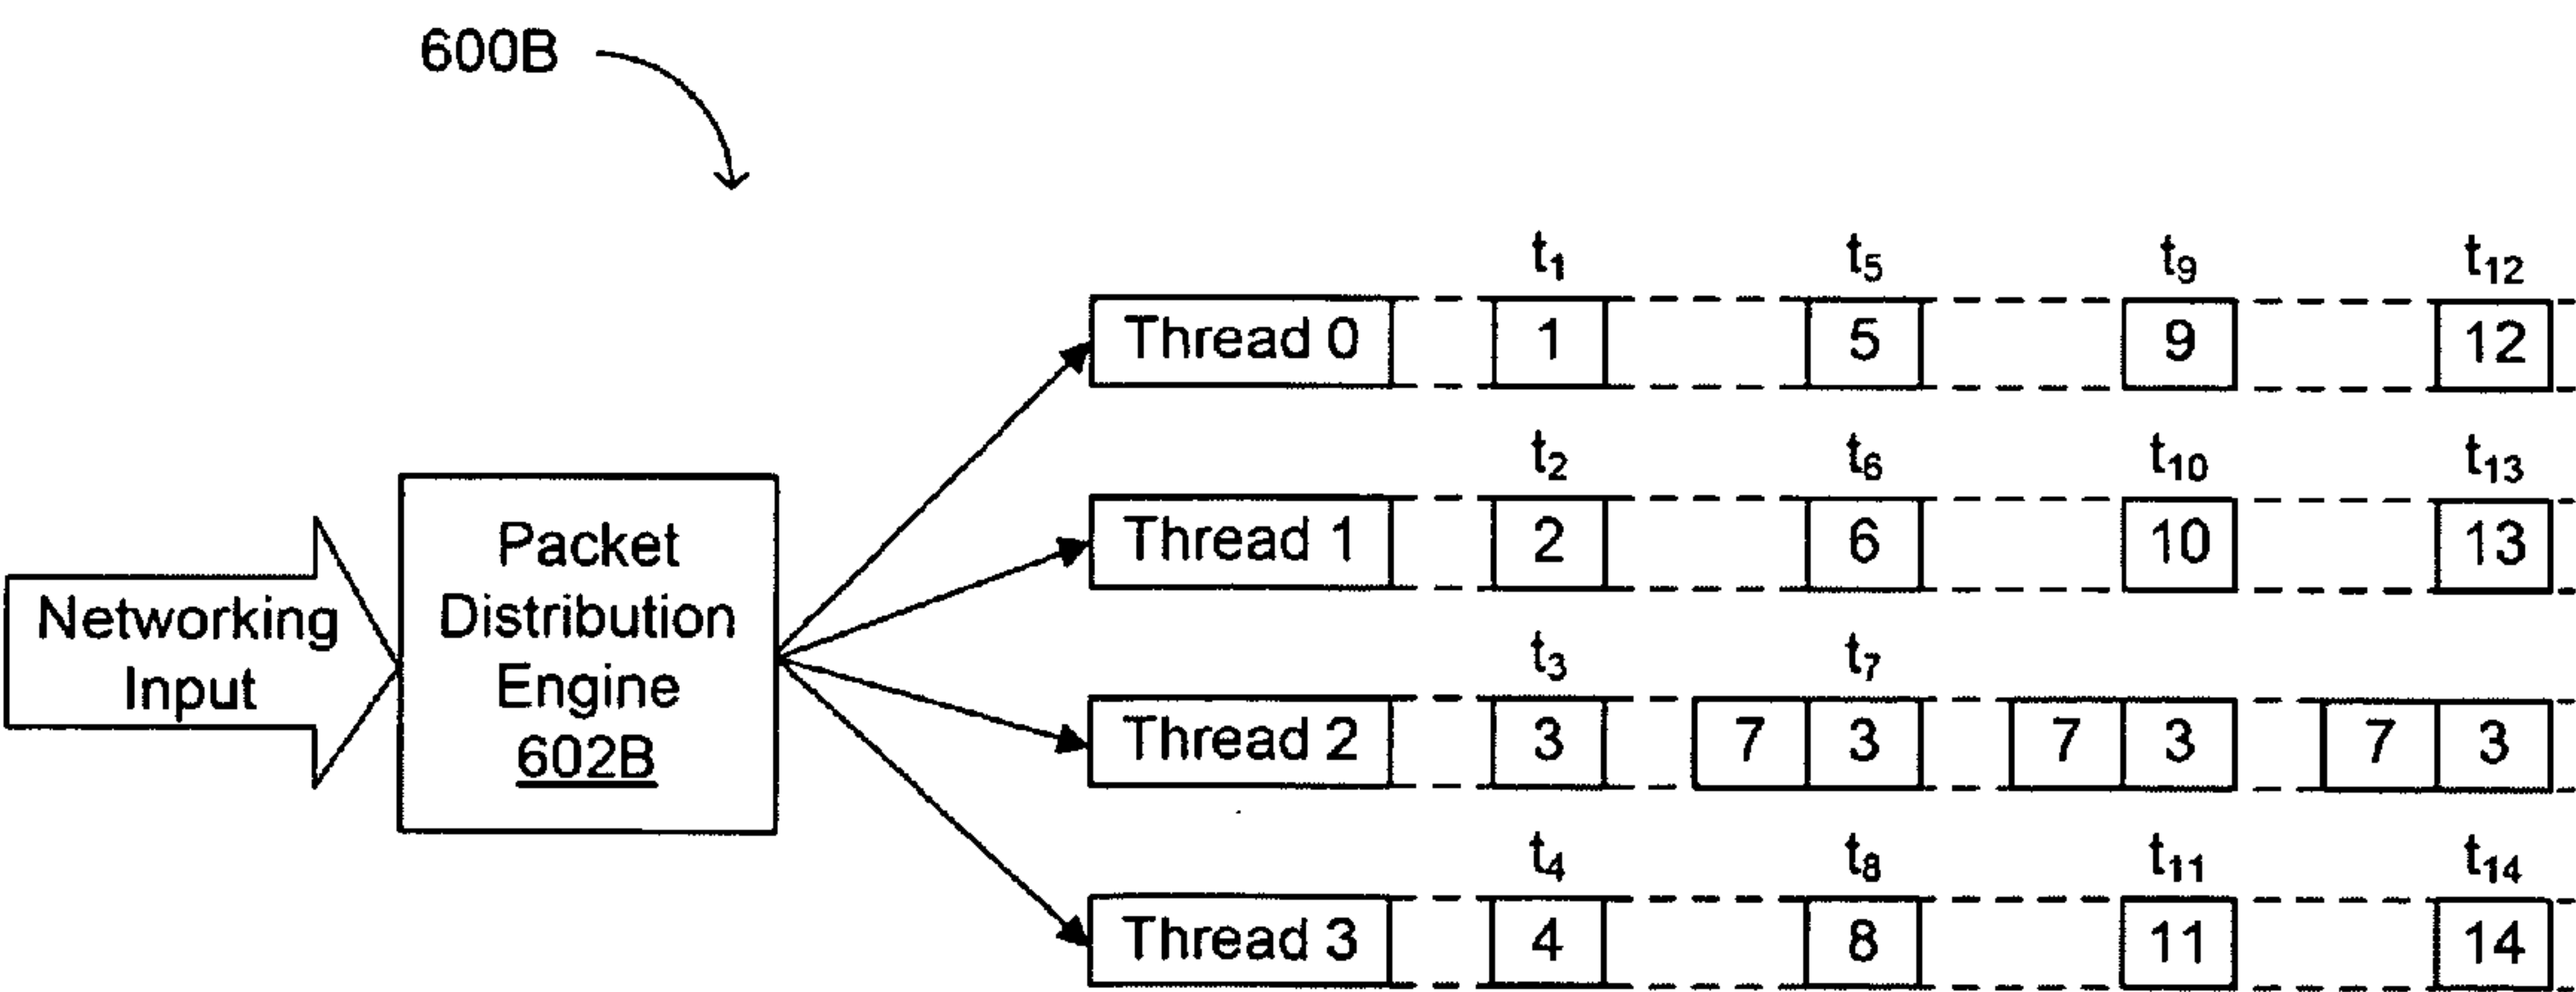 600B
t1 t5 t9 t12
Thread 0 1 5 9 12
t2 t6 t10 t13
Thread 1 2 6 10 13
t3 t7
Thread 2 3 7 3 7 3 7 3
t4 t8 t11 t14
Thread 3 4 8 11 14
Networking
Input
Packet
Distribution
Engine
602B